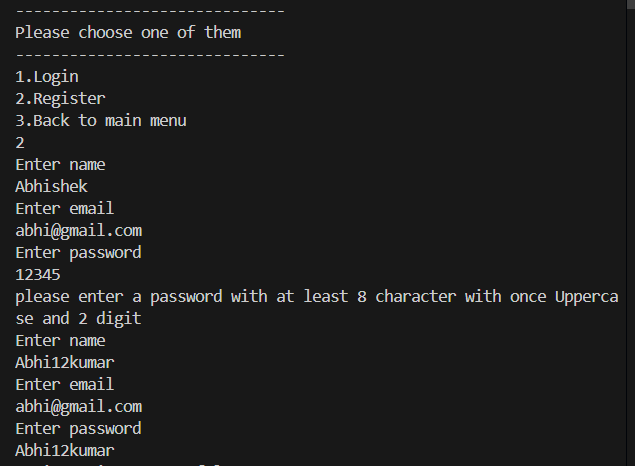 ------------------------------
Please choose one of them
------------------------------
1.Login
2.Register
3.Back to main menu
2
Enter name
Abhishek
Enter email
abhi@gmail.com
Enter password
12345
please enter a password with at least 8 character with once Upperca
se and 2 digit
Enter name
Abhi12kumar
Enter email
abhi@gmail.com
Enter password
Abhi12kumar